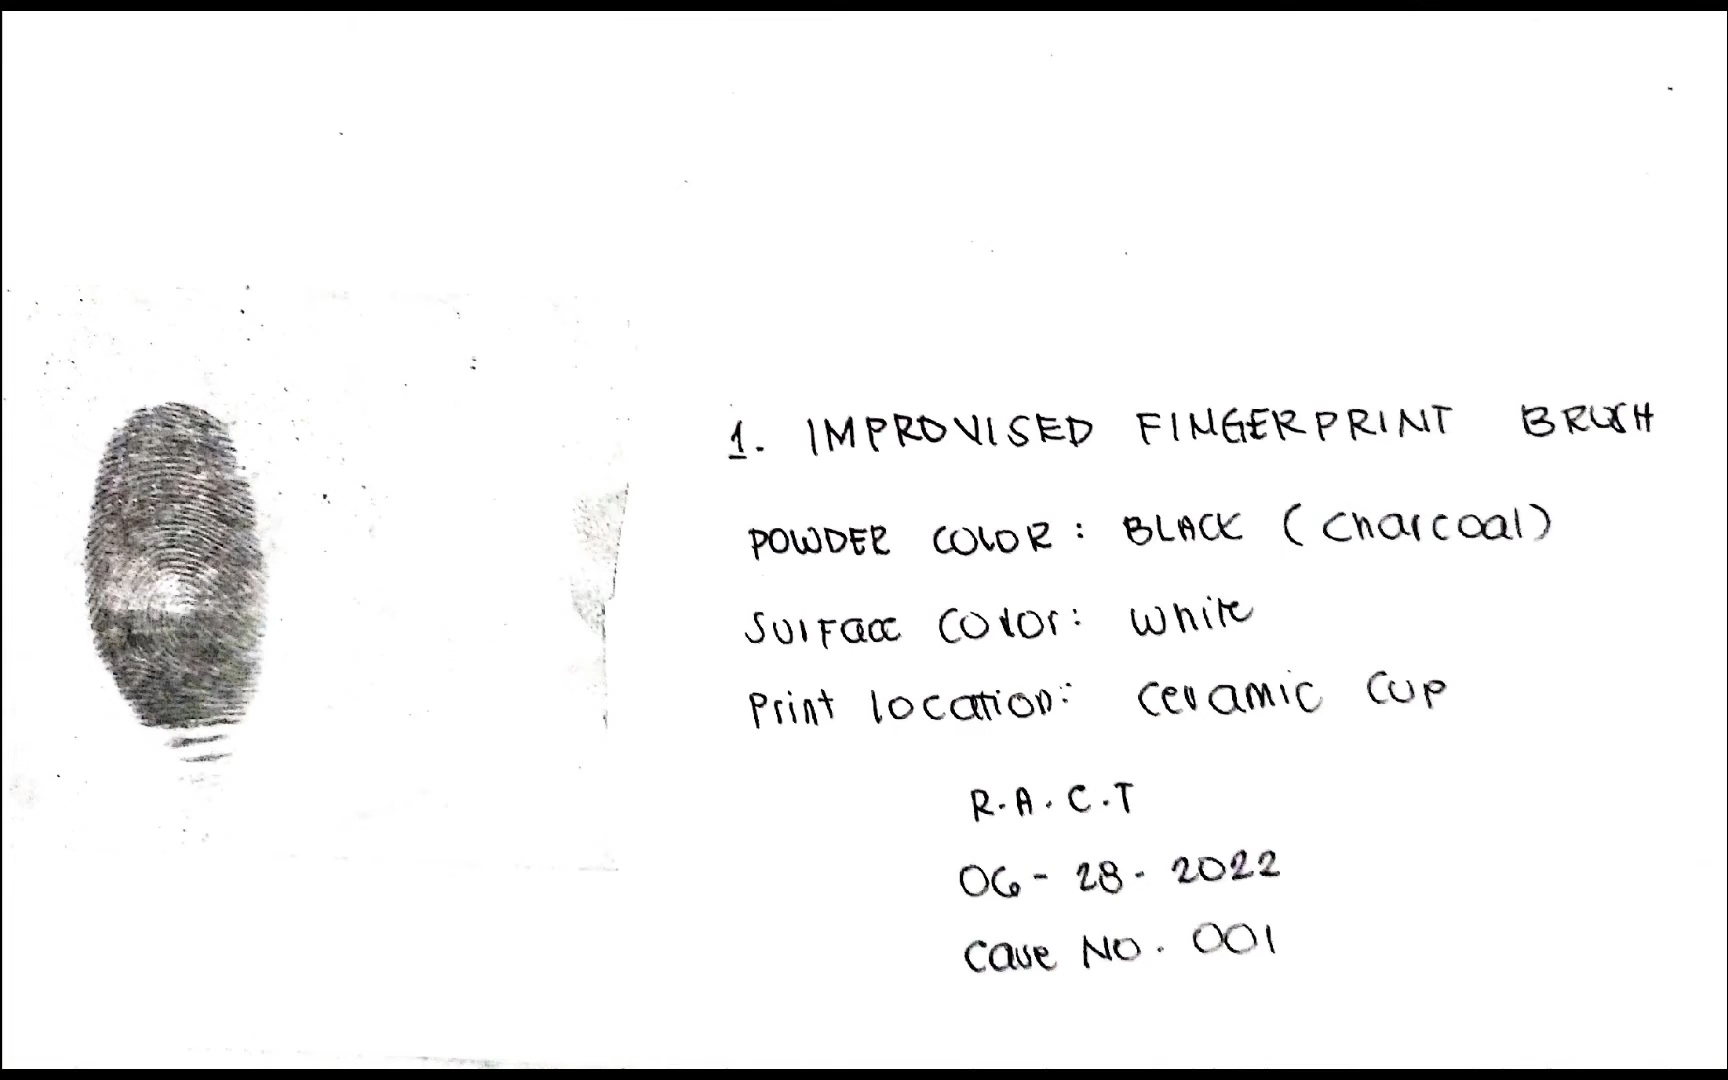 1. IMPROVISED FINGERPRINT BRUSH
POWDER COLOR: BLACK (charcoal)
Surface color: white
Print location: ceramic cup
R.A.C.T
06-28-2022
Case NO. 001